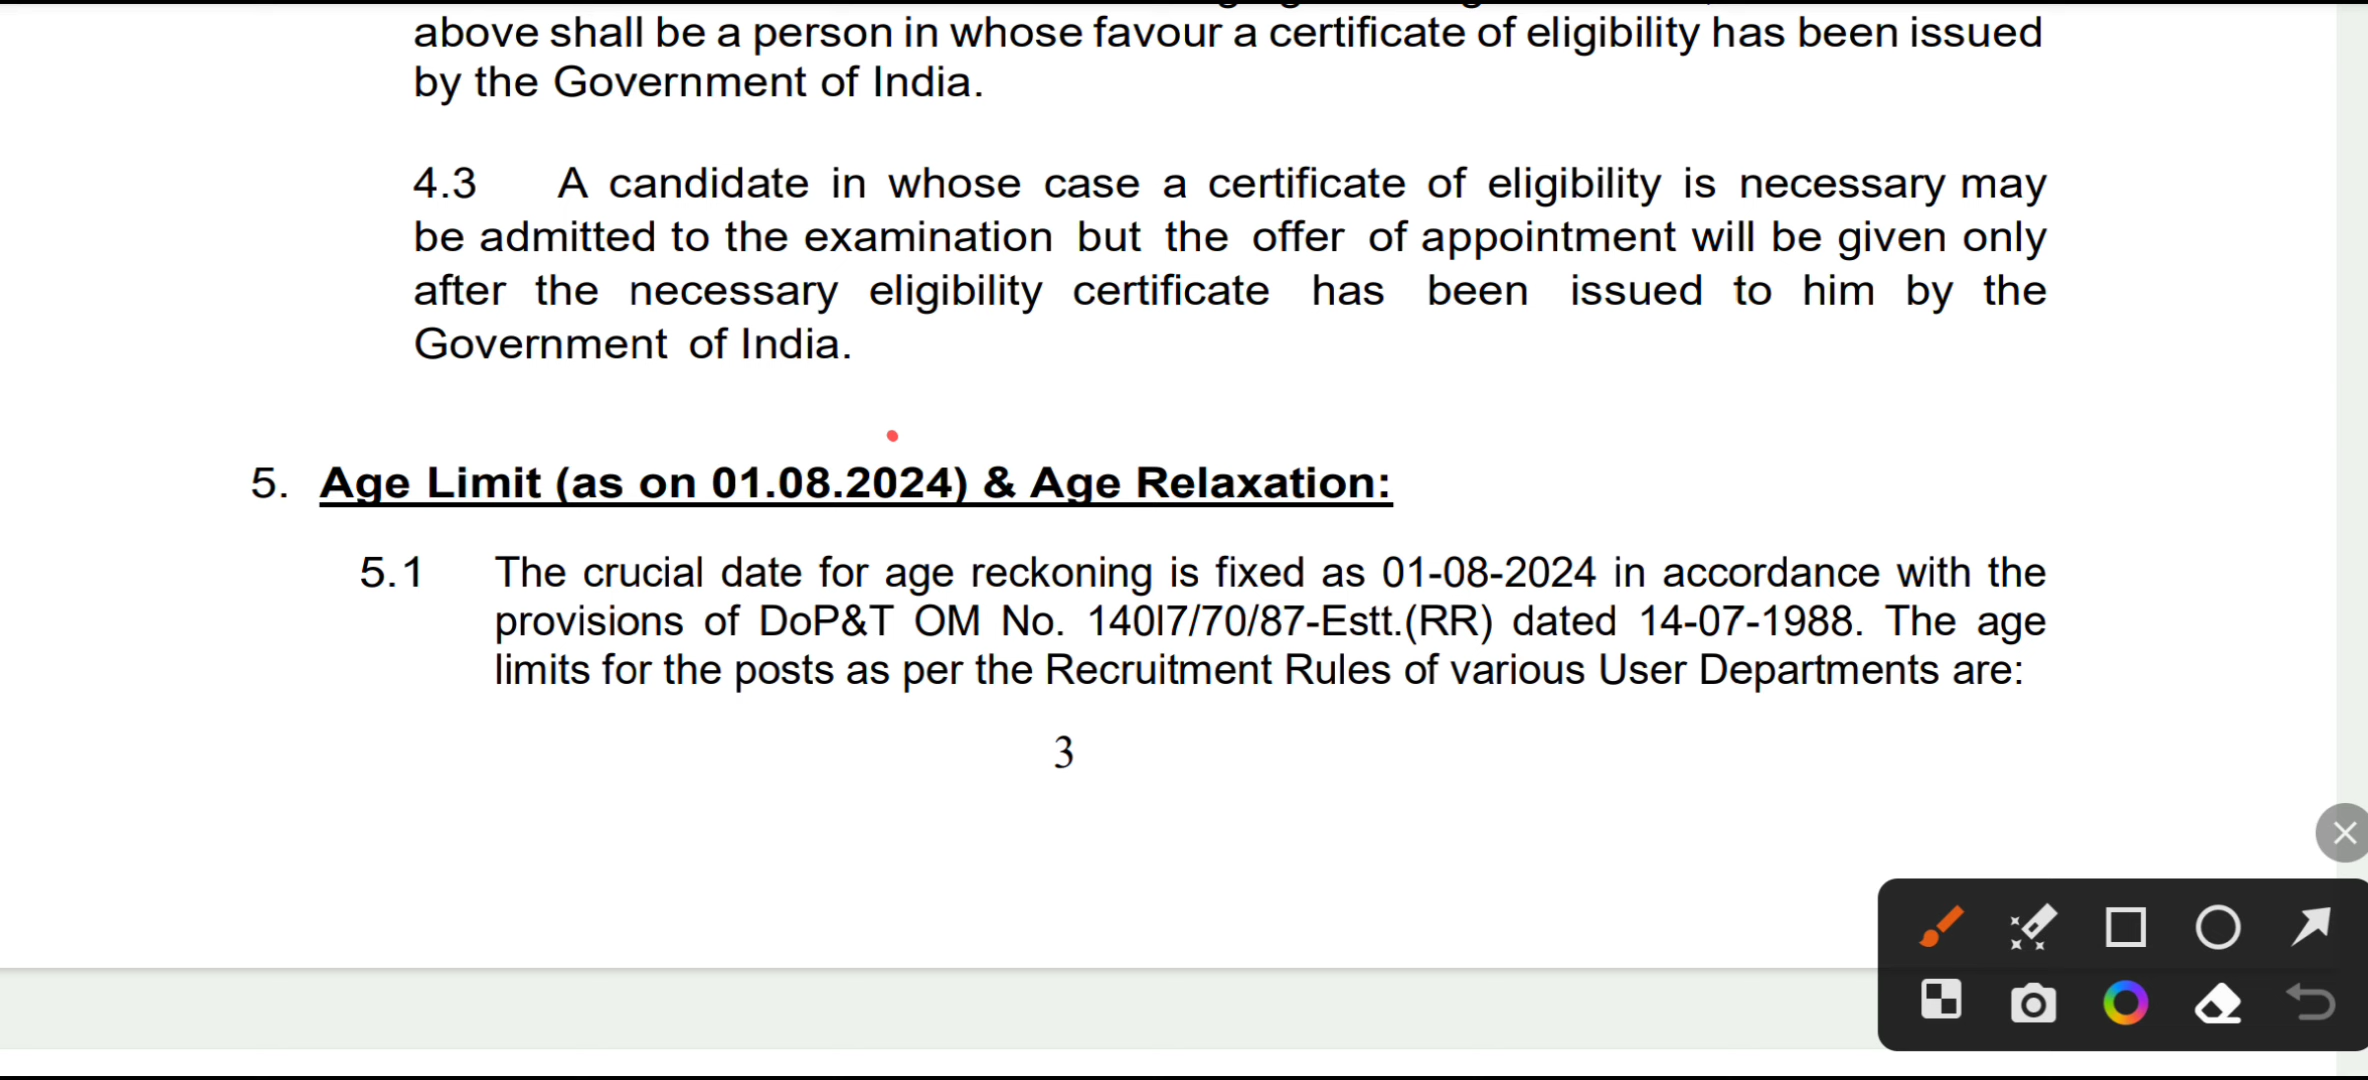 above shall be a person in whose favour a certificate of eligibility has been issued
by the Government of India.
4.3 A candidate in whose case a certificate of eligibility is necessary may
be admitted to the examination but the offer of appointment will be given only
after the necessary eligibility certificate has been issued to him by the
Government of India.
5. Age Limit (as on 01.08.2024) & Age Relaxation:
5.1 The crucial date for age reckoning is fixed as 01-08-2024 in accordance with the
provisions of DoP&T OM No. 140I7/70/87-Estt.(RR) dated 14-07-1988. The age
limits for the posts as per the Recruitment Rules of various User Departments are:
3